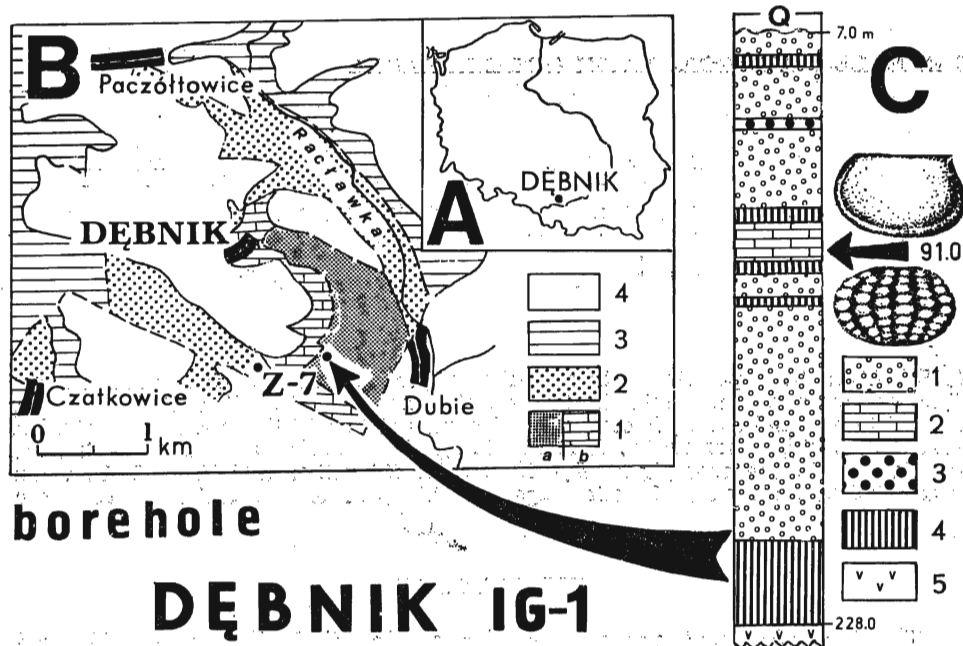 B
Paczółtowice
Racławka
DĘBNIK
Z-7
Czatkowice
Dubie
0 1
km
A
DĘBNIK
4
3
2
1
a b
C
Q
7.0 m
91.0
228.0
1
2
3
4
5
borehole
DĘBNIK IG-1